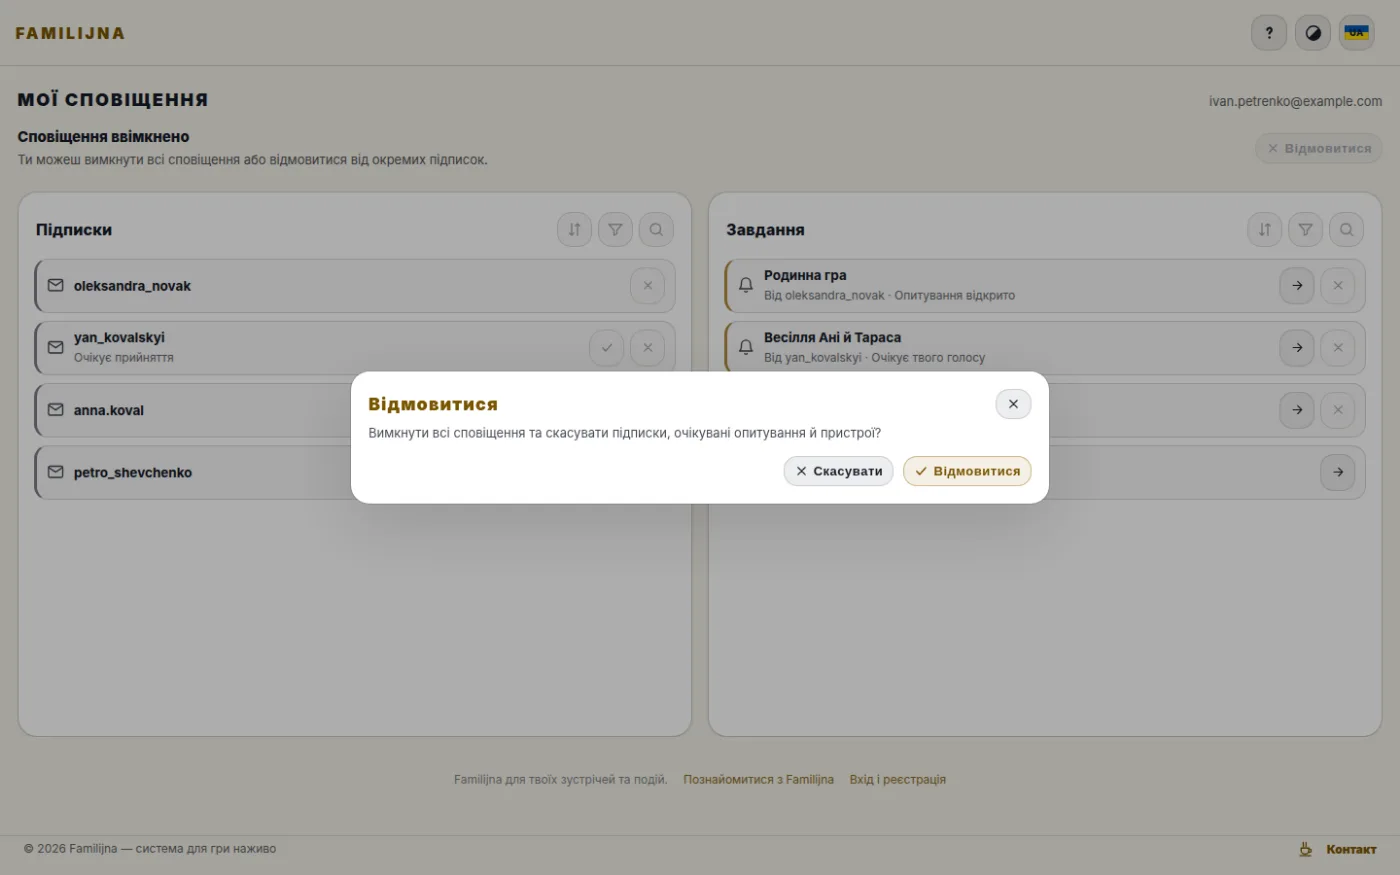 FAMILIJNA
?
UA
МОЇ СПОВІЩЕННЯ
ivan.petrenko@example.com
Сповіщення ввімкнено
Ти можеш вимкнути всі сповіщення або відмовитися від окремих підписок.
Відмовитися
Підписки
oleksandra_novak
yan_kovalskyi
Очікує прийняття
anna.koval
petro_shevchenko
Завдання
Родинна гра
Від oleksandra_novak · Опитування відкрито
Весілля Ані й Тараса
Від yan_kovalskyi · Очікує твого голосу
Відмовитися
Вимкнути всі сповіщення та скасувати підписки, очікувані опитування й пристрої?
Скасувати
Відмовитися
Familijna для твоїх зустрічей та подій. Познайомитися з Familijna Вхід і реєстрація
© 2026 Familijna — система для гри наживо
Контакт